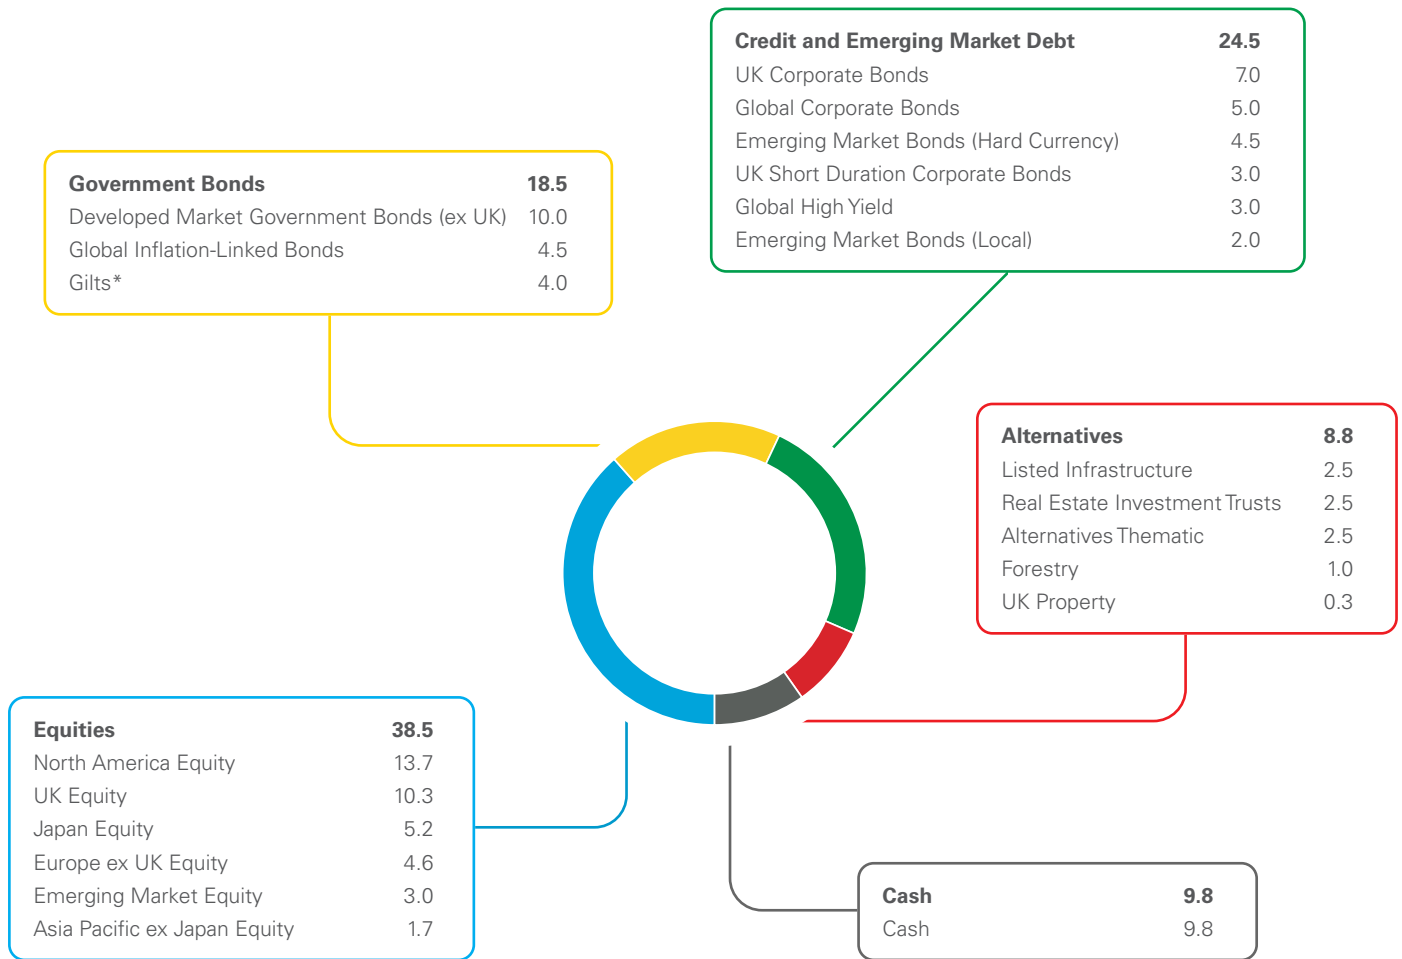 Credit and Emerging Market Debt 24.5
UK Corporate Bonds 7.0
Global Corporate Bonds 5.0
Emerging Market Bonds (Hard Currency) 4.5
UK Short Duration Corporate Bonds 3.0
Global High Yield 3.0
Emerging Market Bonds (Local) 2.0
Government Bonds 18.5
Developed Market Government Bonds (ex UK) 10.0
Global Inflation-Linked Bonds 4.5
Gilts* 4.0
Alternatives 8.8
Listed Infrastructure 2.5
Real Estate Investment Trusts 2.5
Alternatives Thematic 2.5
Forestry 1.0
UK Property 0.3
Equities 38.5
North America Equity 13.7
UK Equity 10.3
Japan Equity 5.2
Europe ex UK Equity 4.6
Emerging Market Equity 3.0
Asia Pacific ex Japan Equity 1.7
Cash 9.8
Cash 9.8